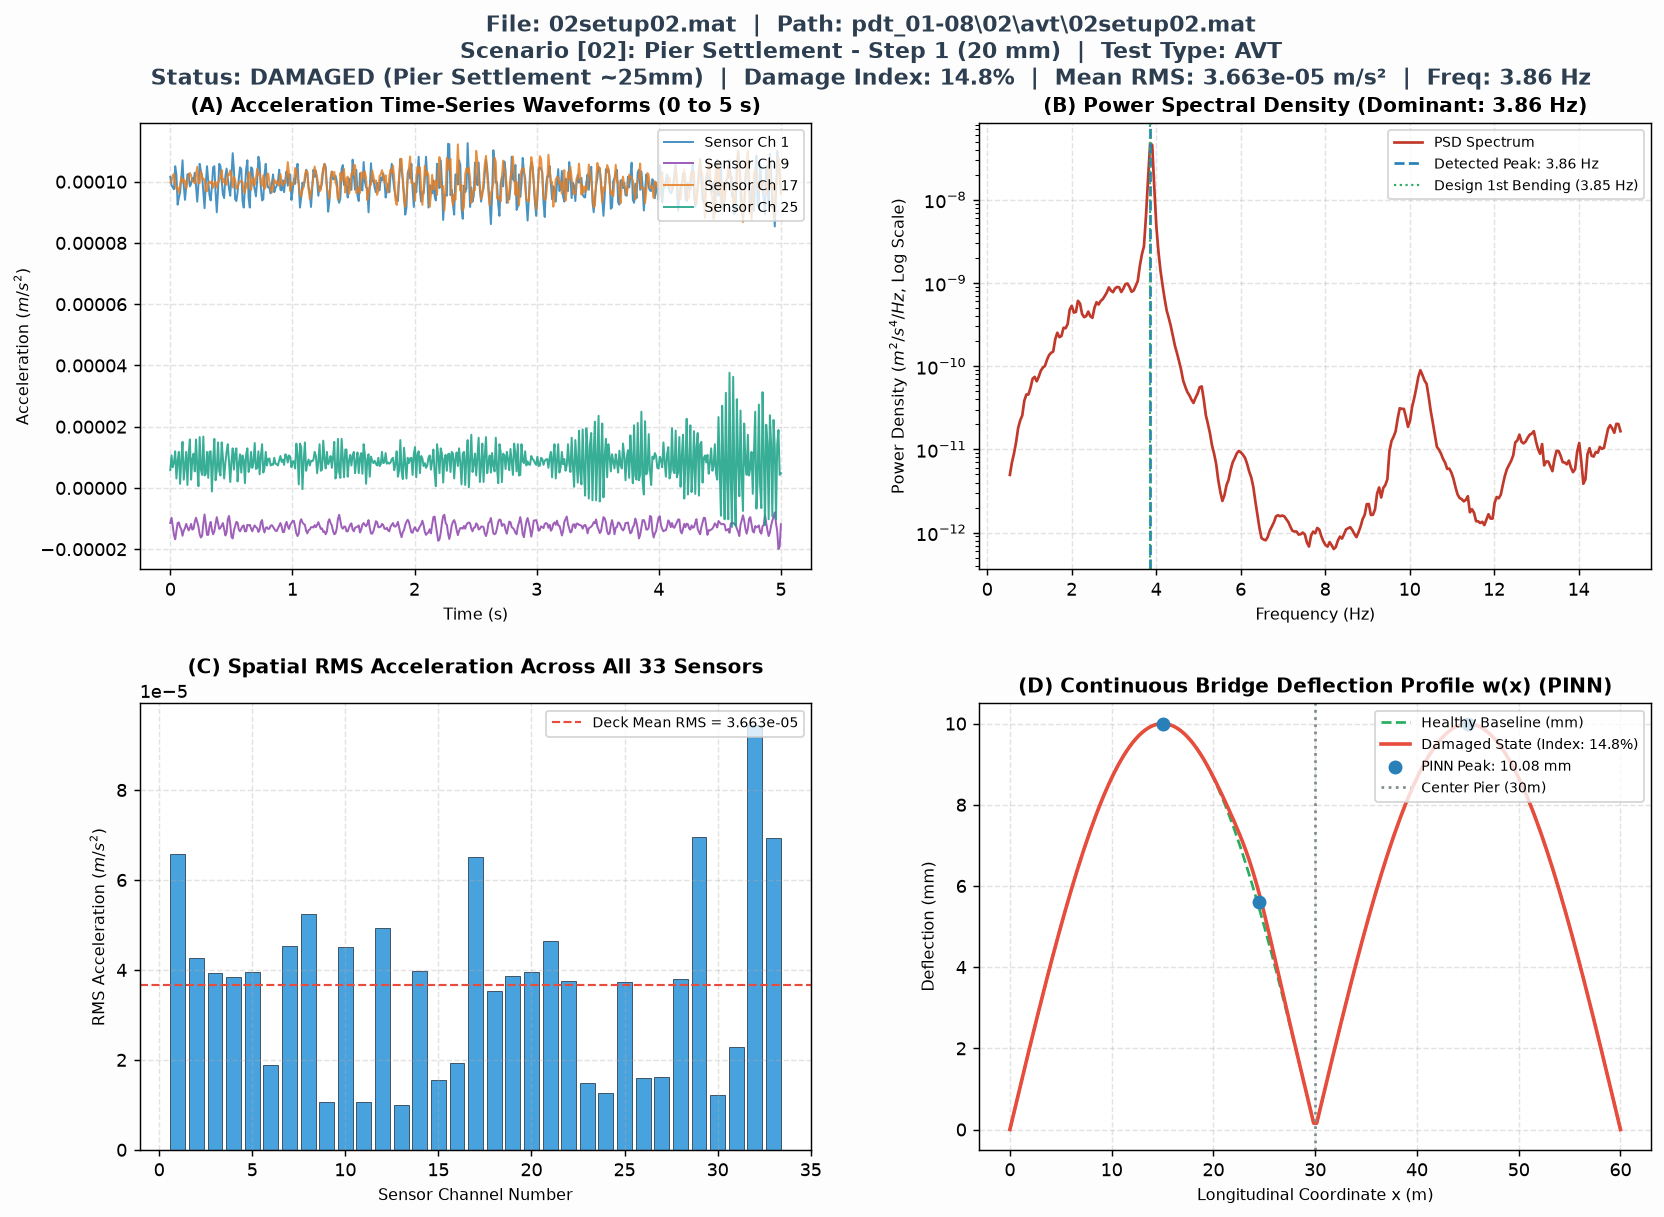 File: 02setup02.mat | Path: pdt_01-08\02\avt\02setup02.mat
Scenario [02]: Pier Settlement - Step 1 (20 mm) | Test Type: AVT
Status: DAMAGED (Pier Settlement ~25mm) | Damage Index: 14.8% | Mean RMS: 3.663e-05 m/s² | Freq: 3.86 Hz
(A) Acceleration Time-Series Waveforms (0 to 5 s)
Sensor Ch 1
Sensor Ch 9
Sensor Ch 17
Sensor Ch 25
0.00010
0.00008
0.00006
0.00004
0.00002
0.00000
−0.00002
Acceleration (m/s²)
0 1 2 3 4 5
Time (s)
(B) Power Spectral Density (Dominant: 3.86 Hz)
PSD Spectrum
Detected Peak: 3.86 Hz
Design 1st Bending (3.85 Hz)
10⁻⁸
10⁻⁹
10⁻¹⁰
10⁻¹¹
10⁻¹²
Power Density (m²/s⁴/Hz, Log Scale)
0 2 4 6 8 10 12 14
Frequency (Hz)
(C) Spatial RMS Acceleration Across All 33 Sensors
1e−5
Deck Mean RMS = 3.663e-05
8
6
4
2
0
RMS Acceleration (m/s²)
0 5 10 15 20 25 30 35
Sensor Channel Number
(D) Continuous Bridge Deflection Profile w(x) (PINN)
Healthy Baseline (mm)
Damaged State (Index: 14.8%)
PINN Peak: 10.08 mm
Center Pier (30m)
10
8
6
4
2
0
Deflection (mm)
0 10 20 30 40 50 60
Longitudinal Coordinate x (m)